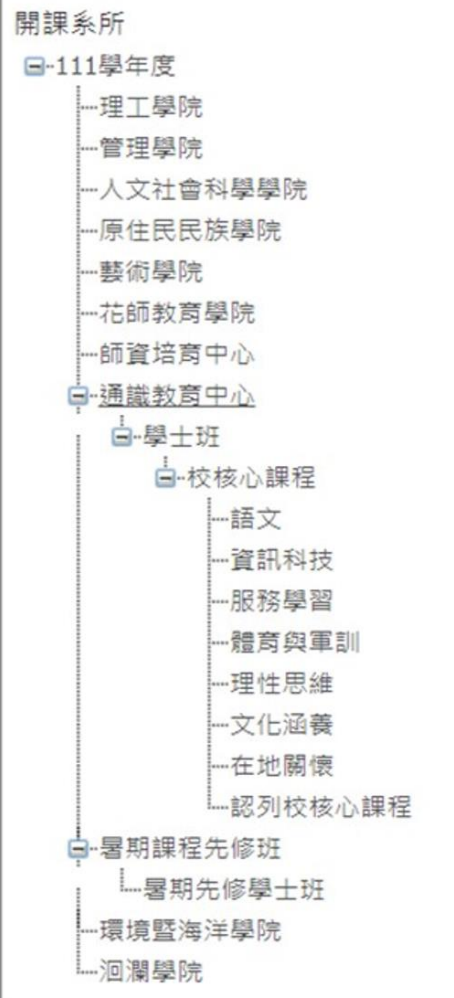 開課系所
111學年度
理工學院
管理學院
人文社會科學學院
原住民民族學院
藝術學院
花師教育學院
師資培育中心
通識教育中心
學士班
校核心課程
語文
資訊科技
服務學習
體育與軍訓
理性思維
文化涵養
在地關懷
認列校核心課程
暑期課程先修班
暑期先修學士班
環境暨海洋學院
洄瀾學院